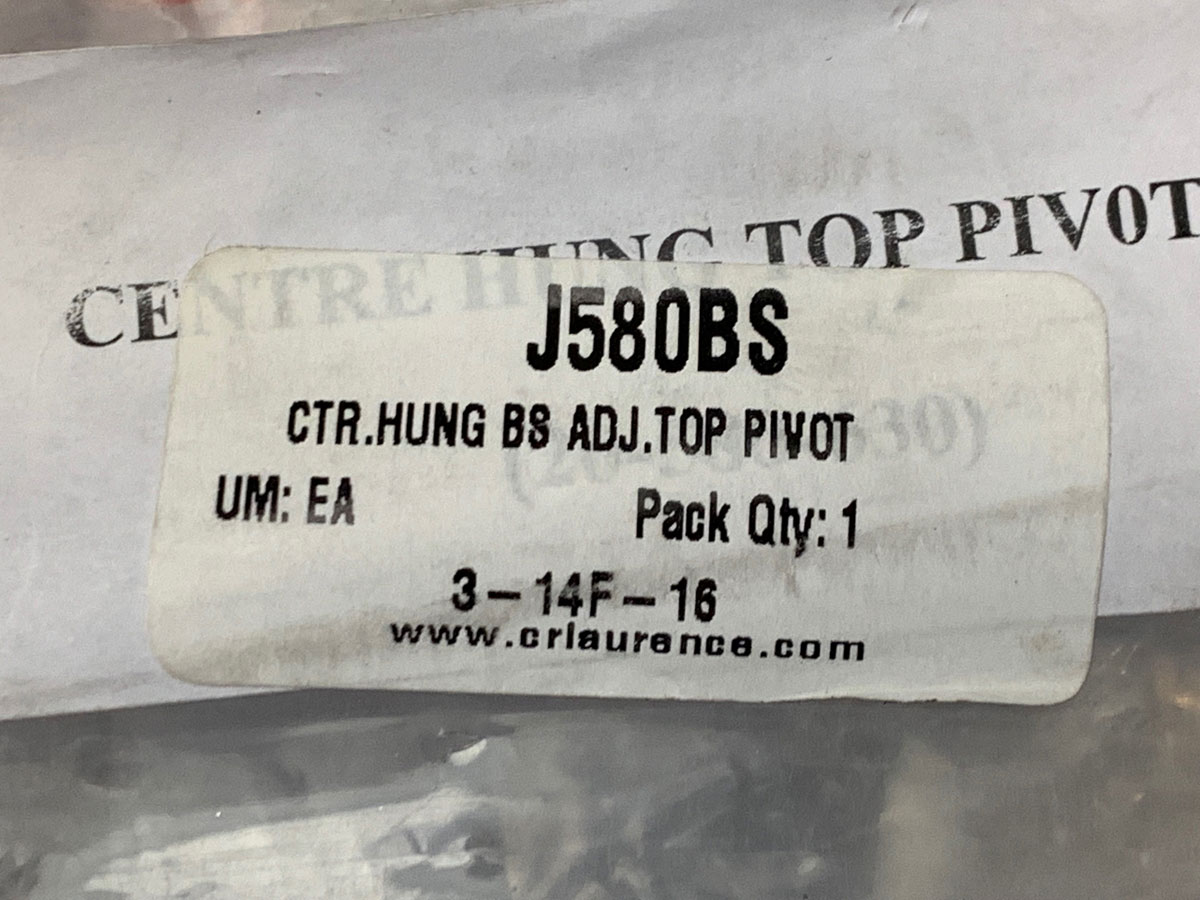 CENTRE HUNG TOP PIV0T
J580BS
CTR.HUNG BS ADJ.TOP PIVOT
UM: EA Pack Qty: 1
3-14F-16
www.crlaurence.com